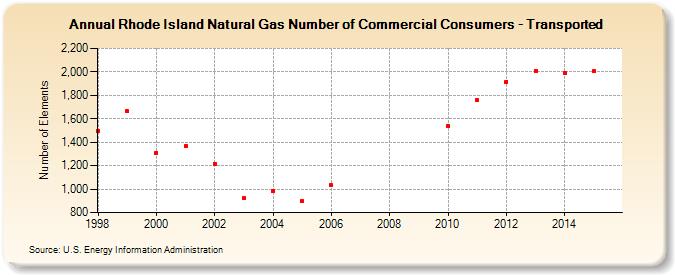 Annual Rhode Island Natural Gas Number of Commercial Consumers - Transported
Number of Elements
2,200
2,000
1,800
1,600
1,400
1,200
1,000
800
1998 2000 2002 2004 2006 2008 2010 2012 2014
Source: U.S. Energy Information Administration